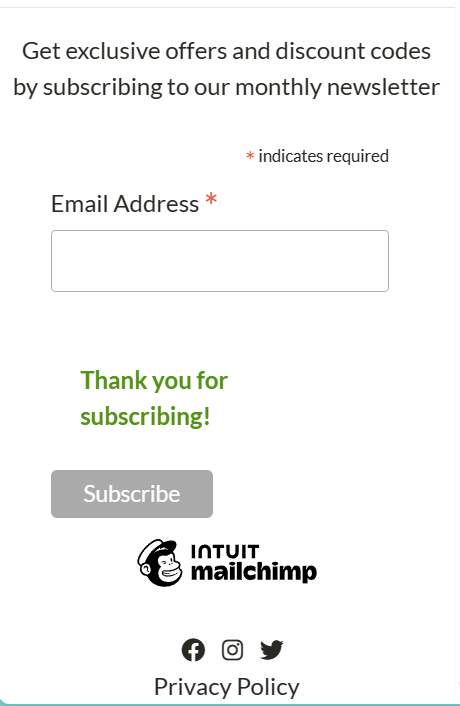 Get exclusive offers and discount codes
by subscribing to our monthly newsletter
* indicates required
Email Address *
Thank you for
subscribing!
Subscribe
INTUIT
mailchimp
Privacy Policy